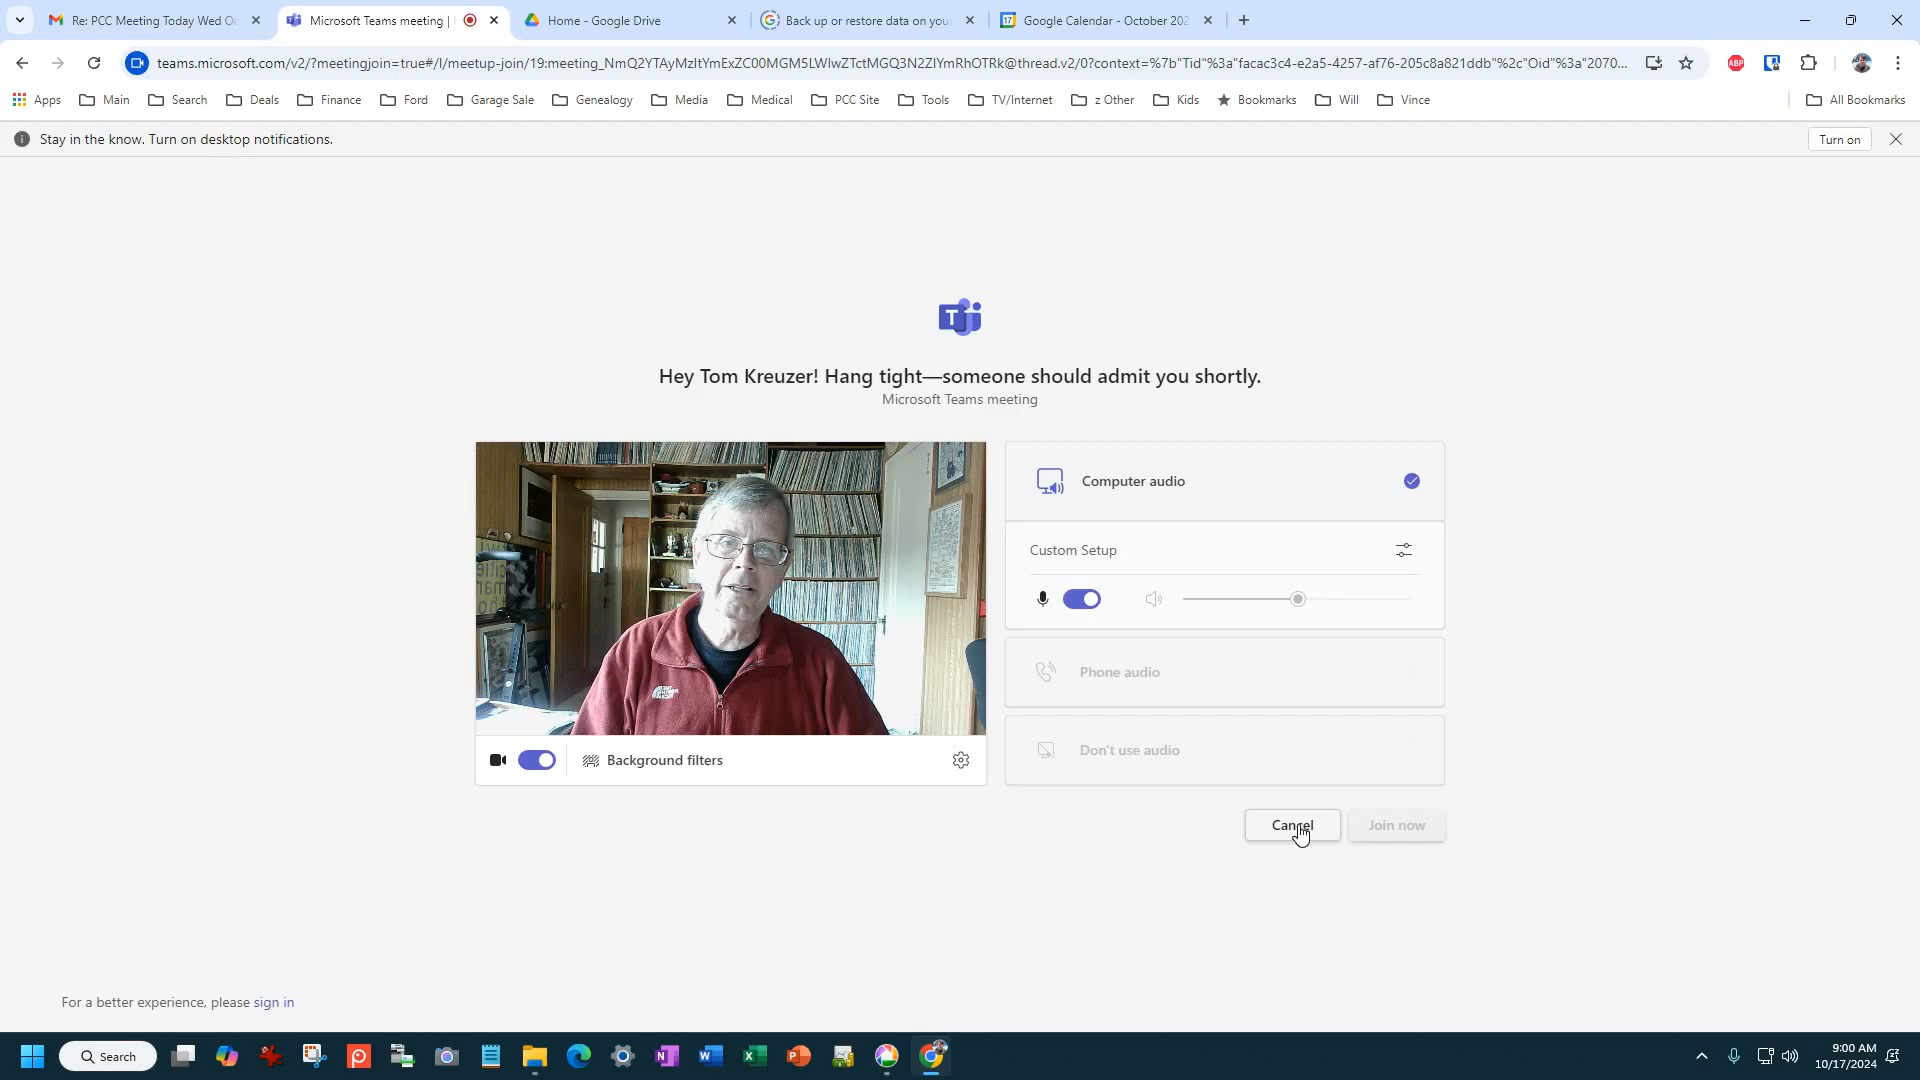 Re: PCC Meeting Today Wed Oc
Microsoft Teams meeting |
Home - Google Drive
Back up or restore data on you
Google Calendar - October 202
teams.microsoft.com/v2/?meetingjoin=true#/l/meetup-join/19:meeting_NmQ2YTAyMzItYmExZC00MGM5LWIwZTctMGQ3N2ZlYmRhOTRk@thread.v2/0?context=%7b"Tid"%3a"facac3c4-e2a5-4257-af76-205c8a821ddb"%2c"Oid"%3a"2070...
ABP
Apps Main Search Deals Finance Ford Garage Sale Genealogy Media Medical PCC Site Tools TV/Internet z Other Kids Bookmarks Will Vince All Bookmarks
Stay in the know. Turn on desktop notifications.
Turn on
Hey Tom Kreuzer! Hang tight—someone should admit you shortly.
Microsoft Teams meeting
Computer audio
Custom Setup
Phone audio
Don't use audio
Background filters
Cancel
Join now
For a better experience, please sign in
Search
9:00 AM
10/17/2024